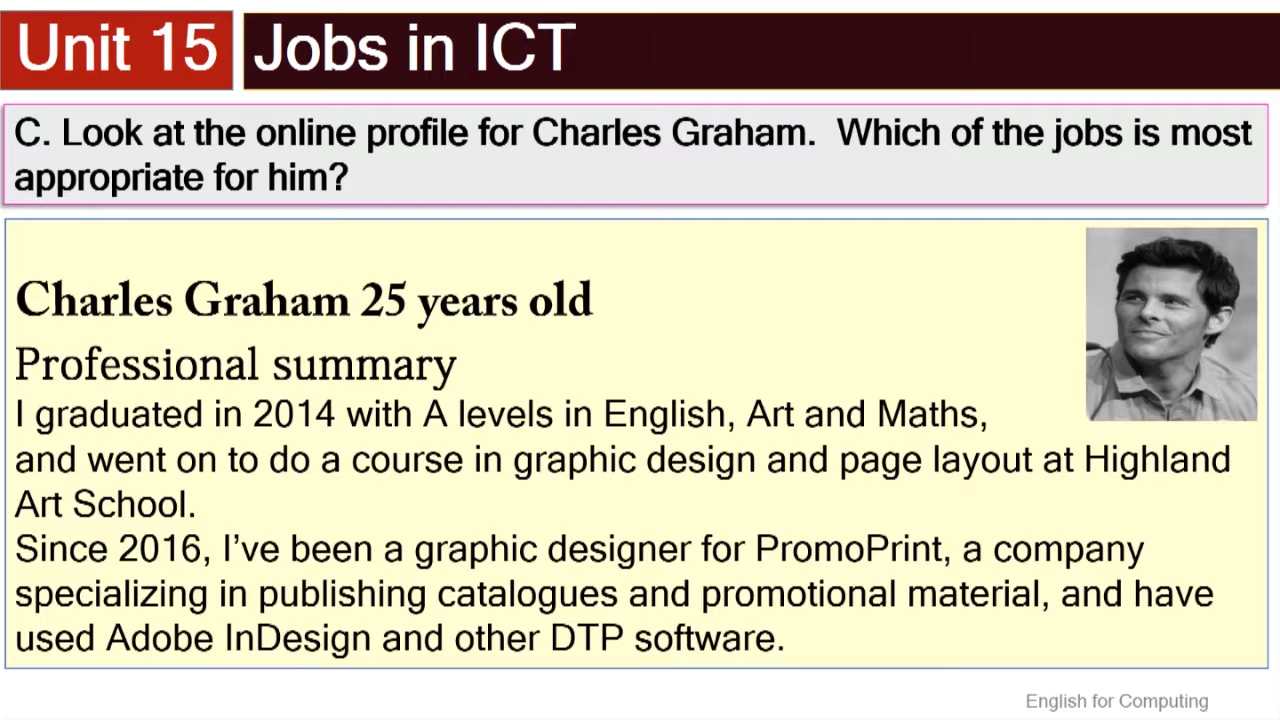 Unit 15 Jobs in ICT
C. Look at the online profile for Charles Graham.  Which of the jobs is most
appropriate for him?
Charles Graham 25 years old
Professional summary
I graduated in 2014 with A levels in English, Art and Maths,
and went on to do a course in graphic design and page layout at Highland
Art School.
Since 2016, I’ve been a graphic designer for PromoPrint, a company
specializing in publishing catalogues and promotional material, and have
used Adobe InDesign and other DTP software.
English for Computing